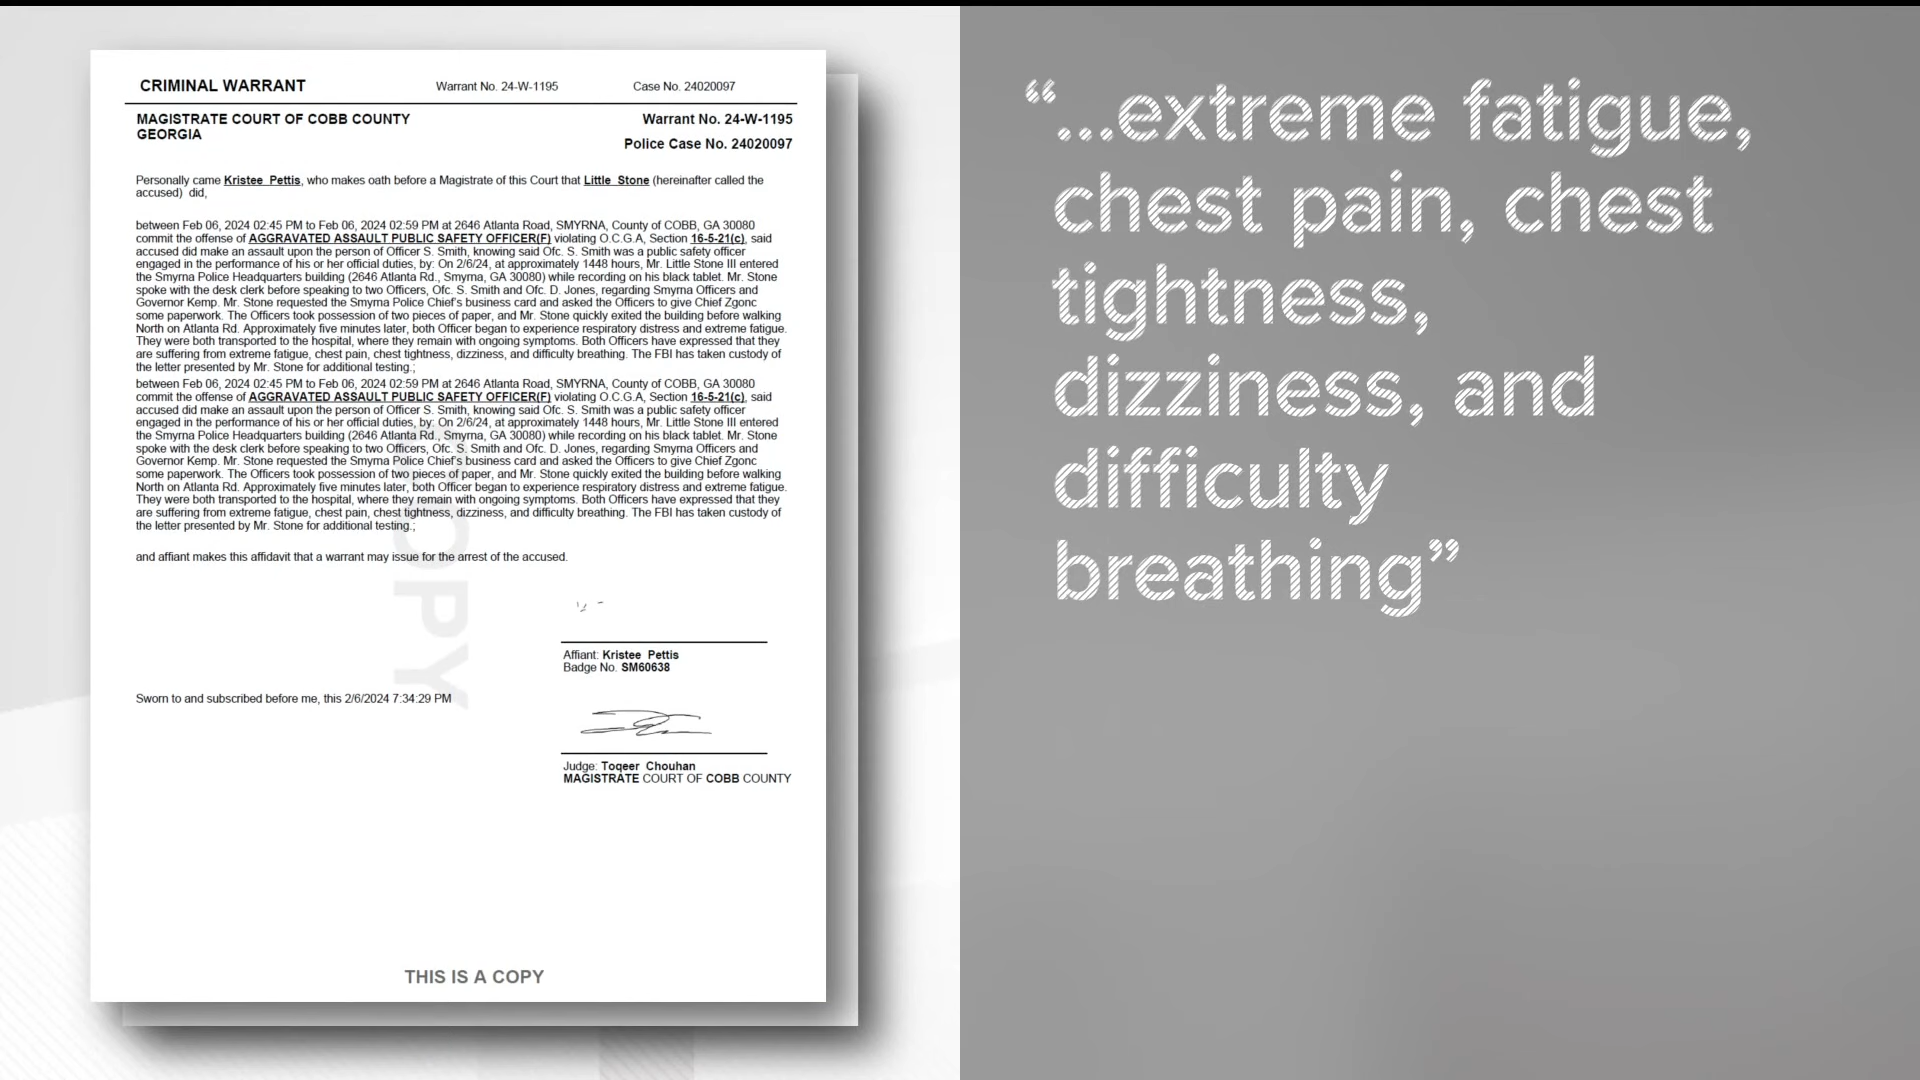 CRIMINAL WARRANT Warrant No. 24-W-1195 Case No. 24020097
MAGISTRATE COURT OF COBB COUNTY
GEORGIA
Warrant No. 24-W-1195
Police Case No. 24020097
Personally came Kristee Pettis, who makes oath before a Magistrate of this Court that Little Stone (hereinafter called the
accused) did,
between Feb 06, 2024 02:45 PM to Feb 06, 2024 02:59 PM at 2646 Atlanta Road, SMYRNA, County of COBB, GA 30080
commit the offense of AGGRAVATED ASSAULT PUBLIC SAFETY OFFICER(F) violating O.C.G.A, Section 16-5-21(c), said
accused did make an assault upon the person of Officer S. Smith, knowing said Ofc. S. Smith was a public safety officer
engaged in the performance of his or her official duties, by: On 2/6/24, at approximately 1448 hours, Mr. Little Stone III entered
the Smyrna Police Headquarters building (2646 Atlanta Rd., Smyrna, GA 30080) while recording on his black tablet. Mr. Stone
spoke with the desk clerk before speaking to two Officers, Ofc. S. Smith and Ofc. D. Jones, regarding Smyrna Officers and
Governor Kemp. Mr. Stone requested the Smyrna Police Chief's business card and asked the Officers to give Chief Zgonc
some paperwork. The Officers took possession of two pieces of paper, and Mr. Stone quickly exited the building before walking
North on Atlanta Rd. Approximately five minutes later, both Officer began to experience respiratory distress and extreme fatigue.
They were both transported to the hospital, where they remain with ongoing symptoms. Both Officers have expressed that they
are suffering from extreme fatigue, chest pain, chest tightness, dizziness, and difficulty breathing. The FBI has taken custody of
the letter presented by Mr. Stone for additional testing.;
between Feb 06, 2024 02:45 PM to Feb 06, 2024 02:59 PM at 2646 Atlanta Road, SMYRNA, County of COBB, GA 30080
commit the offense of AGGRAVATED ASSAULT PUBLIC SAFETY OFFICER(F) violating O.C.G.A, Section 16-5-21(c), said
accused did make an assault upon the person of Officer S. Smith, knowing said Ofc. S. Smith was a public safety officer
engaged in the performance of his or her official duties, by: On 2/6/24, at approximately 1448 hours, Mr. Little Stone III entered
the Smyrna Police Headquarters building (2646 Atlanta Rd., Smyrna, GA 30080) while recording on his black tablet. Mr. Stone
spoke with the desk clerk before speaking to two Officers, Ofc. S. Smith and Ofc. D. Jones, regarding Smyrna Officers and
Governor Kemp. Mr. Stone requested the Smyrna Police Chief's business card and asked the Officers to give Chief Zgonc
some paperwork. The Officers took possession of two pieces of paper, and Mr. Stone quickly exited the building before walking
North on Atlanta Rd. Approximately five minutes later, both Officer began to experience respiratory distress and extreme fatigue.
They were both transported to the hospital, where they remain with ongoing symptoms. Both Officers have expressed that they
are suffering from extreme fatigue, chest pain, chest tightness, dizziness, and difficulty breathing. The FBI has taken custody of
the letter presented by Mr. Stone for additional testing.;
and affiant makes this affidavit that a warrant may issue for the arrest of the accused.
COPY
Affiant: Kristee Pettis
Badge No. SM60638
Sworn to and subscribed before me, this 2/6/2024 7:34:29 PM
Judge: Toqeer Chouhan
MAGISTRATE COURT OF COBB COUNTY
THIS IS A COPY
“...extreme fatigue,
chest pain, chest
tightness,
dizziness, and
difficulty
breathing”